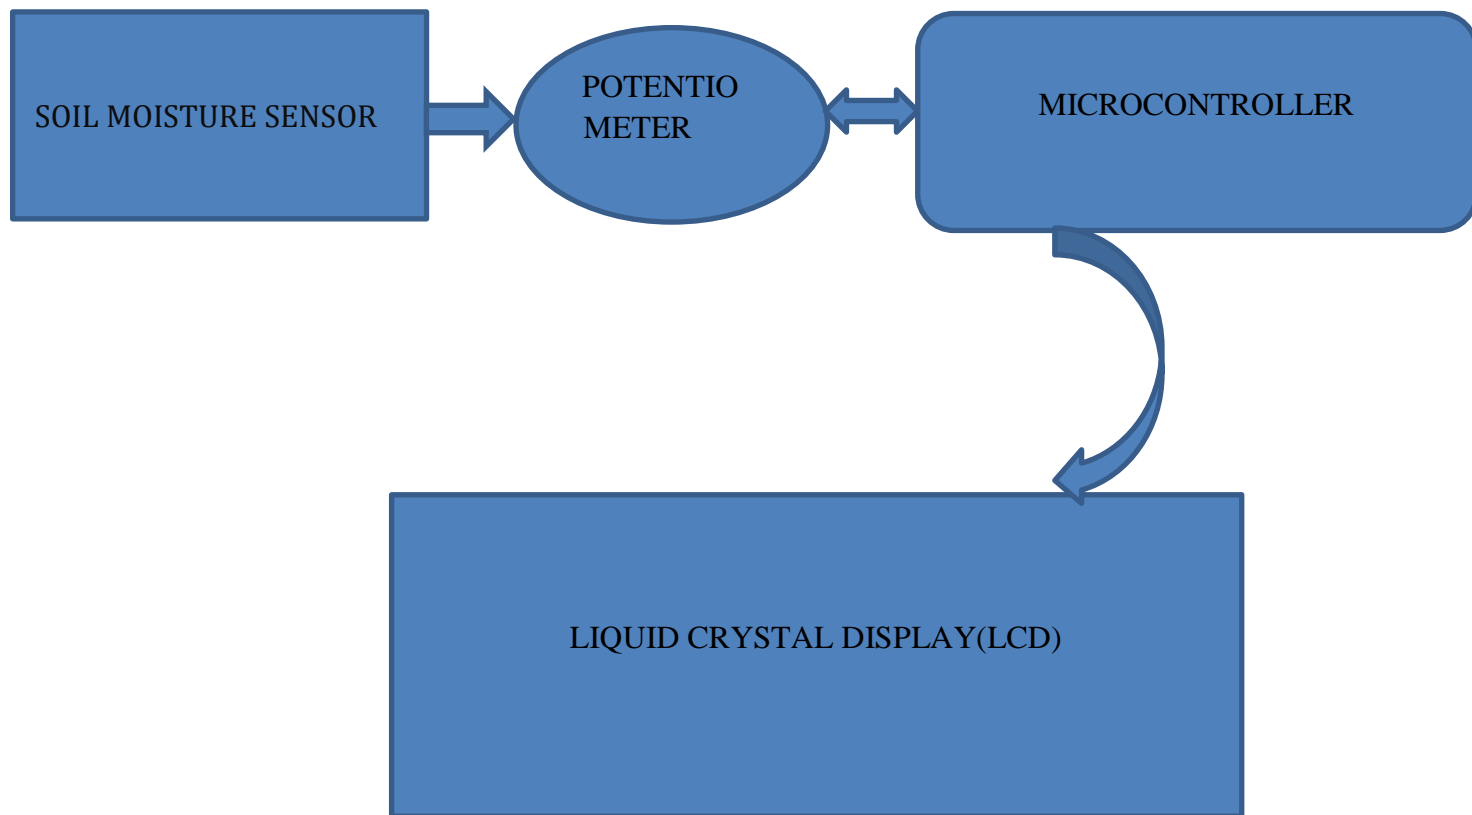 SOIL MOISTURE SENSOR
POTENTIO
METER
MICROCONTROLLER
LIQUID CRYSTAL DISPLAY(LCD)